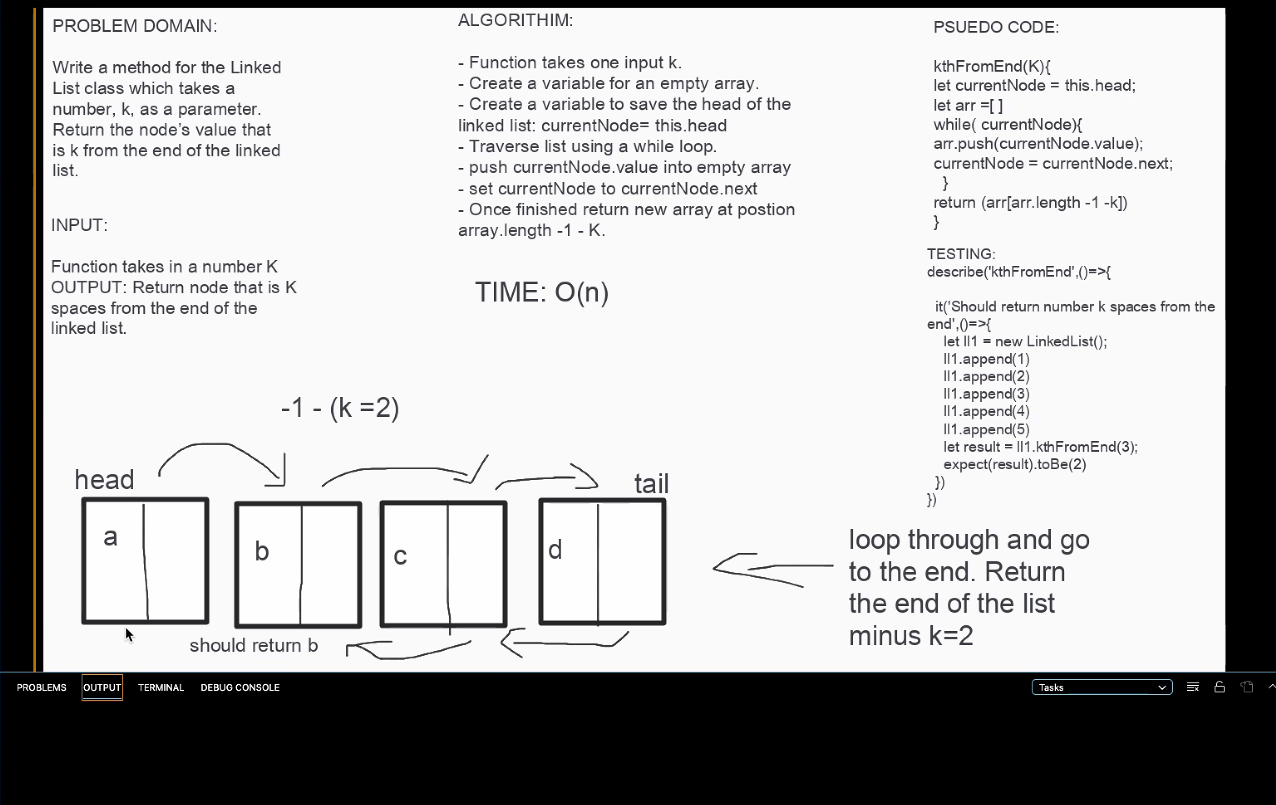 PROBLEM DOMAIN:
Write a method for the Linked
List class which takes a
number, k, as a parameter.
Return the node's value that
is k from the end of the linked
list.
INPUT:
Function takes in a number K
OUTPUT: Return node that is K
spaces from the end of the
linked list.
ALGORITHIM:
- Function takes one input k.
- Create a variable for an empty array.
- Create a variable to save the head of the
linked list: currentNode= this.head
- Traverse list using a while loop.
- push currentNode.value into empty array
- set currentNode to currentNode.next
- Once finished return new array at postion
array.length -1 - K.
TIME: O(n)
PSUEDO CODE:
kthFromEnd(K){
let currentNode = this.head;
let arr =[ ]
while( currentNode){
arr.push(currentNode.value);
currentNode = currentNode.next;
}
return (arr[arr.length -1 -k])
}
TESTING:
describe('kthFromEnd',()=>{
it('Should return number k spaces from the
end',()=>{
let ll1 = new LinkedList();
ll1.append(1)
ll1.append(2)
ll1.append(3)
ll1.append(4)
ll1.append(5)
let result = ll1.kthFromEnd(3);
expect(result).toBe(2)
})
})
-1 - (k =2)
head
tail
a
b
c
d
should return b
loop through and go
to the end. Return
the end of the list
minus k=2
PROBLEMS OUTPUT TERMINAL DEBUG CONSOLE
Tasks